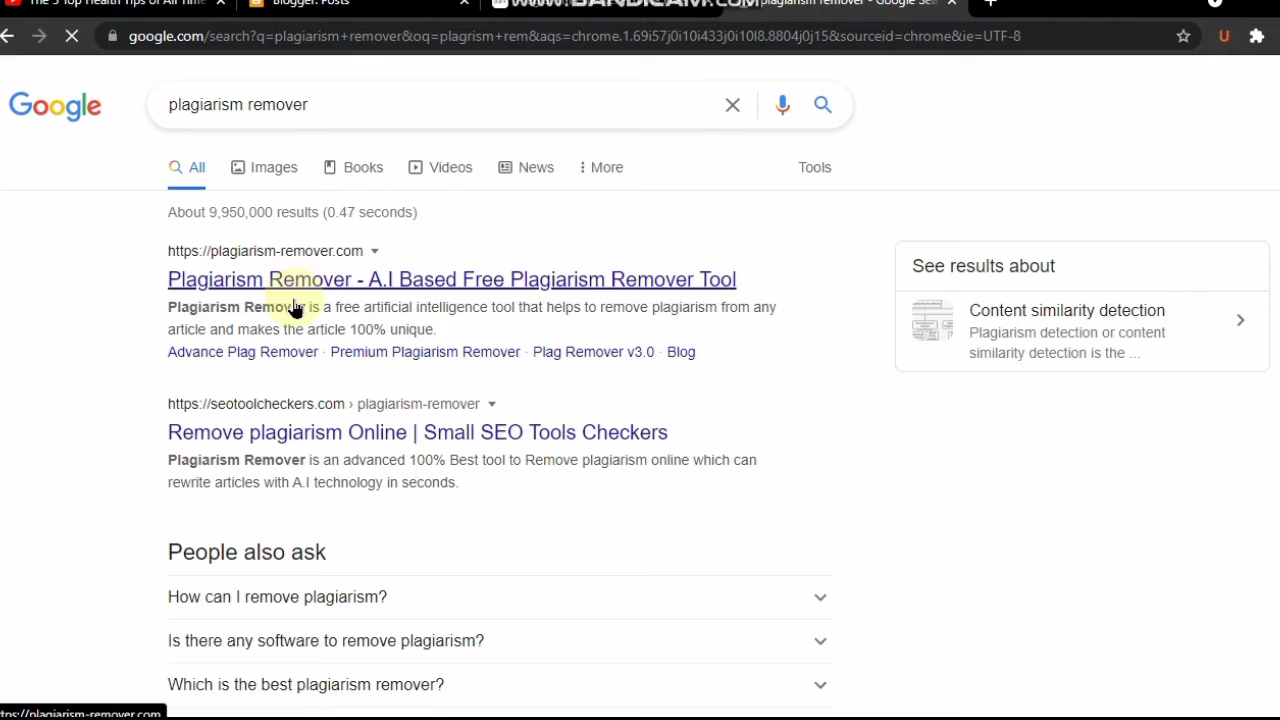 The 5 Top Health Tips of All Time
Blogger: Posts
www.BANDICAM.com
plagiarism remover - Google Sea
google.com/search?q=plagiarism+remover&oq=plagrism+rem&aqs=chrome.1.69i57j0i10i433j0i10l8.8804j0j15&sourceid=chrome&ie=UTF-8
U
Google
plagiarism remover
All Images Books Videos News More Tools
About 9,950,000 results (0.47 seconds)
https://plagiarism-remover.com
Plagiarism Remover - A.I Based Free Plagiarism Remover Tool
Plagiarism Remover is a free artificial intelligence tool that helps to remove plagiarism from any
article and makes the article 100% unique.
Advance Plag Remover · Premium Plagiarism Remover · Plag Remover v3.0 · Blog
See results about
Content similarity detection
Plagiarism detection or content
similarity detection is the ...
https://seotoolcheckers.com › plagiarism-remover
Remove plagiarism Online | Small SEO Tools Checkers
Plagiarism Remover is an advanced 100% Best tool to Remove plagiarism online which can
rewrite articles with A.I technology in seconds.
People also ask
How can I remove plagiarism?
Is there any software to remove plagiarism?
Which is the best plagiarism remover?
ttps://plagiarism-remover.com